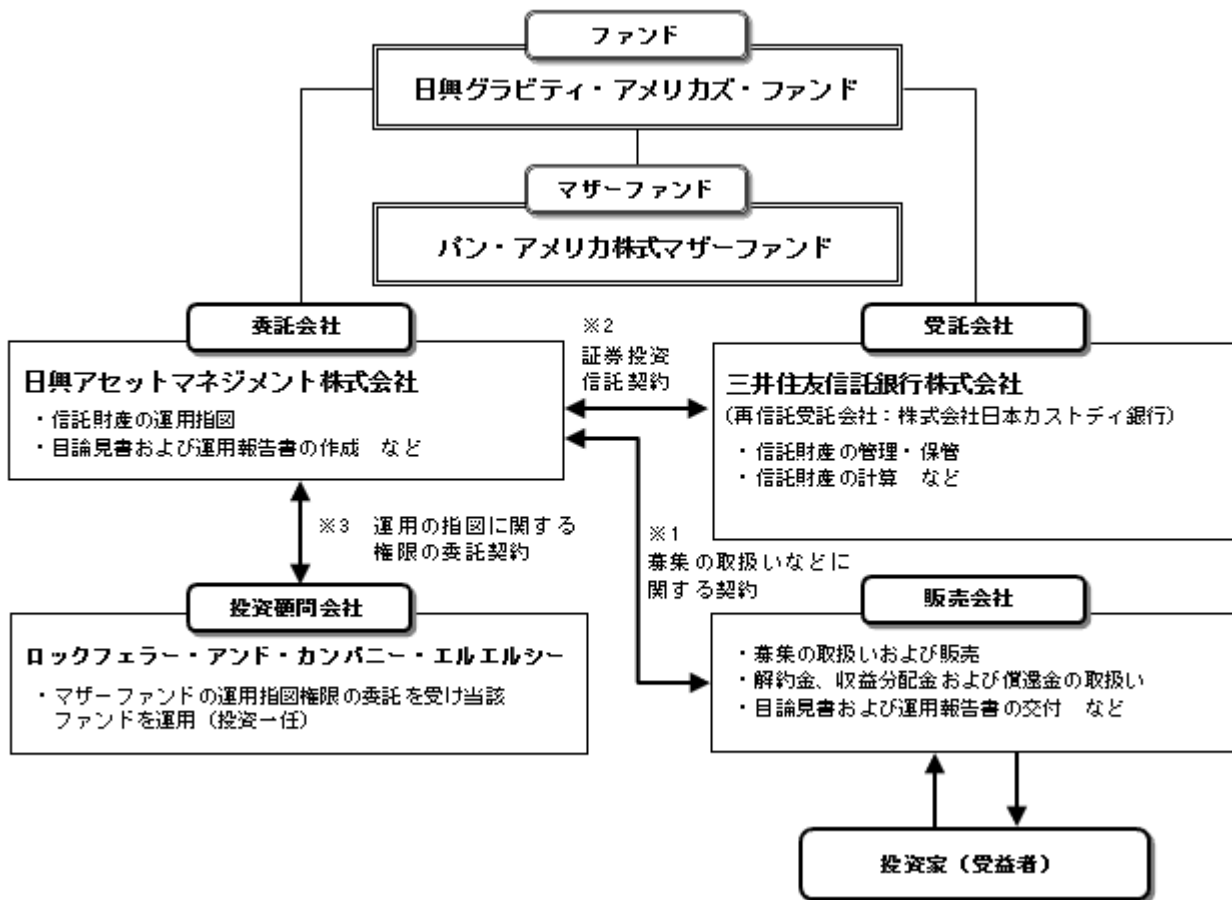 ファンド
日興グラビティ・アメリカズ・ファンド
マザーファンド
パン・アメリカ株式マザーファンド
委託会社
日興アセットマネジメント株式会社
・信託財産の運用指図
・目論見書および運用報告書の作成 など
※2
証券投資
信託契約
受託会社
三井住友信託銀行株式会社
(再信託受託会社:株式会社日本カストディ銀行)
・信託財産の管理・保管
・信託財産の計算 など
※3 運用の指図に関する
権限の委託契約
※1
募集の取扱いなどに
関する契約
投資顧問会社
ロックフェラー・アンド・カンパニー・エルエルシー
・マザーファンドの運用指図権限の委託を受け当該
ファンドを運用(投資一任)
販売会社
・募集の取扱いおよび販売
・解約金、収益分配金および償還金の取扱い
・目論見書および運用報告書の交付 など
投資家(受益者)